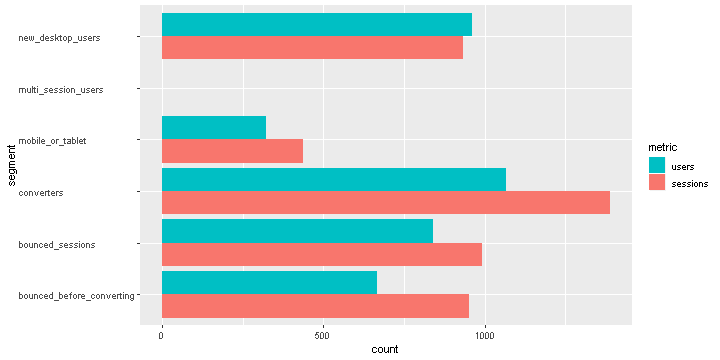 new_desktop_users
multi_session_users
mobile_or_tablet
converters
bounced_sessions
bounced_before_converting
segment
0
500
1000
count
metric
users
sessions